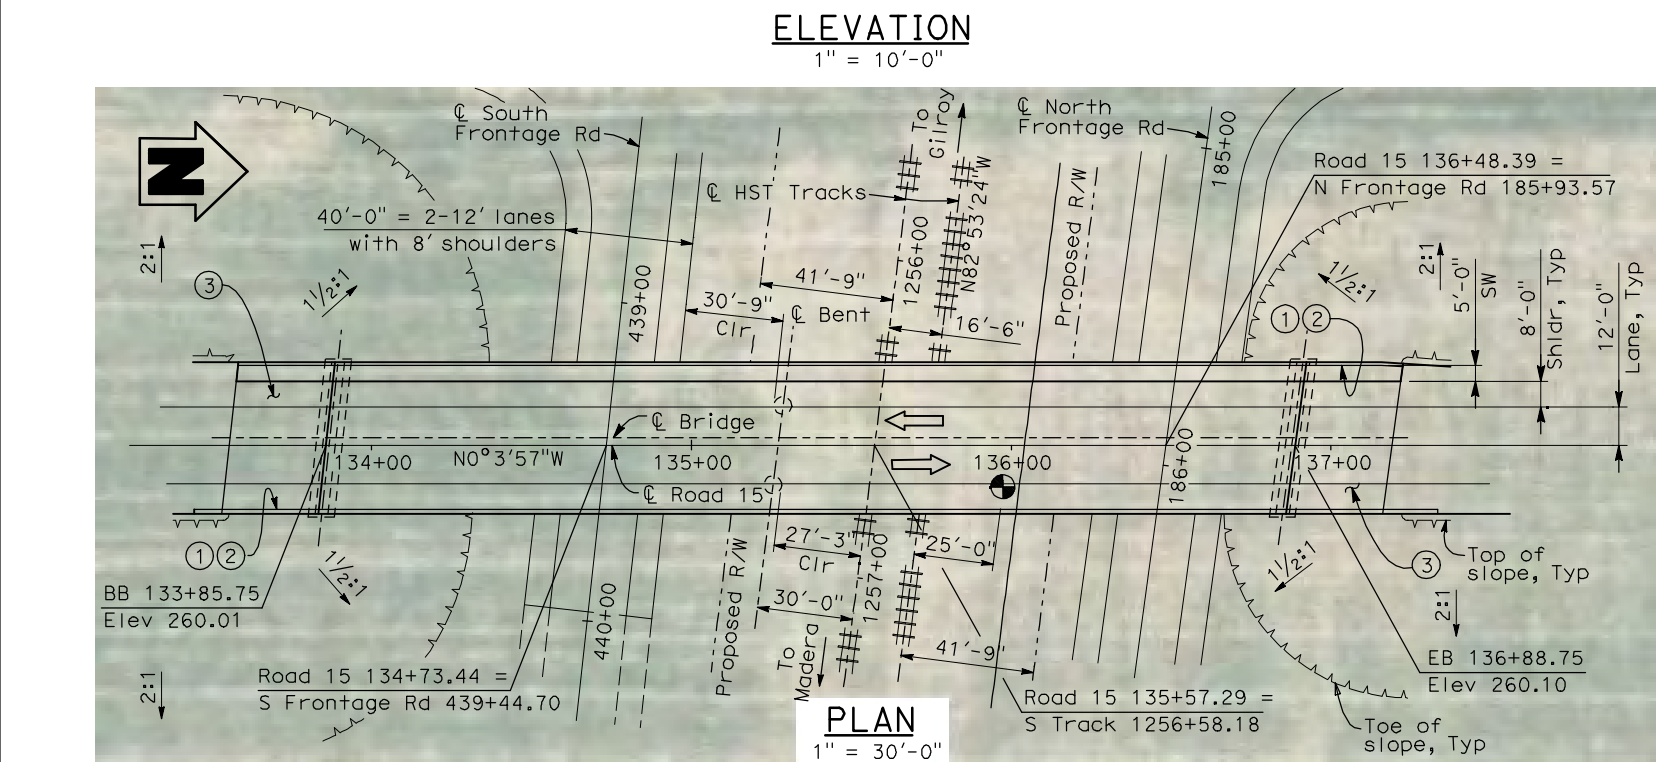 ELEVATION
1" = 10'-0"
℄ South
Frontage Rd
To
Gilroy
℄ North
Frontage Rd
185+00
Road 15 136+48.39 =
N Frontage Rd 185+93.57
N
℄ HST Tracks
N82°53'24"W
Proposed R/W
40'-0" = 2-12' lanes
with 8' shoulders
2:1
3
1 1/2:1
439+00
41'-9"
30'-9"
Clr
℄ Bent
1256+00
16'-6"
1 1/2:1
1 2
2:1
5'-0"
SW
8'-0"
Shldr, Typ
12'-0"
Lane, Typ
℄ Bridge
134+00
N0°3'57"W
135+00
136+00
186+00
137+00
℄ Road 15
1 2
1 1/2:1
BB 133+85.75
Elev 260.01
440+00
Proposed R/W
27'-3"
Clr
30'-0"
1257+00
25'-0"
41'-9"
To
Madera
1 1/2:1
3
Top of
slope, Typ
2:1
EB 136+88.75
Elev 260.10
2:1
Road 15 134+73.44 =
S Frontage Rd 439+44.70
Road 15 135+57.29 =
S Track 1256+58.18
Toe of
slope, Typ
PLAN
1" = 30'-0"